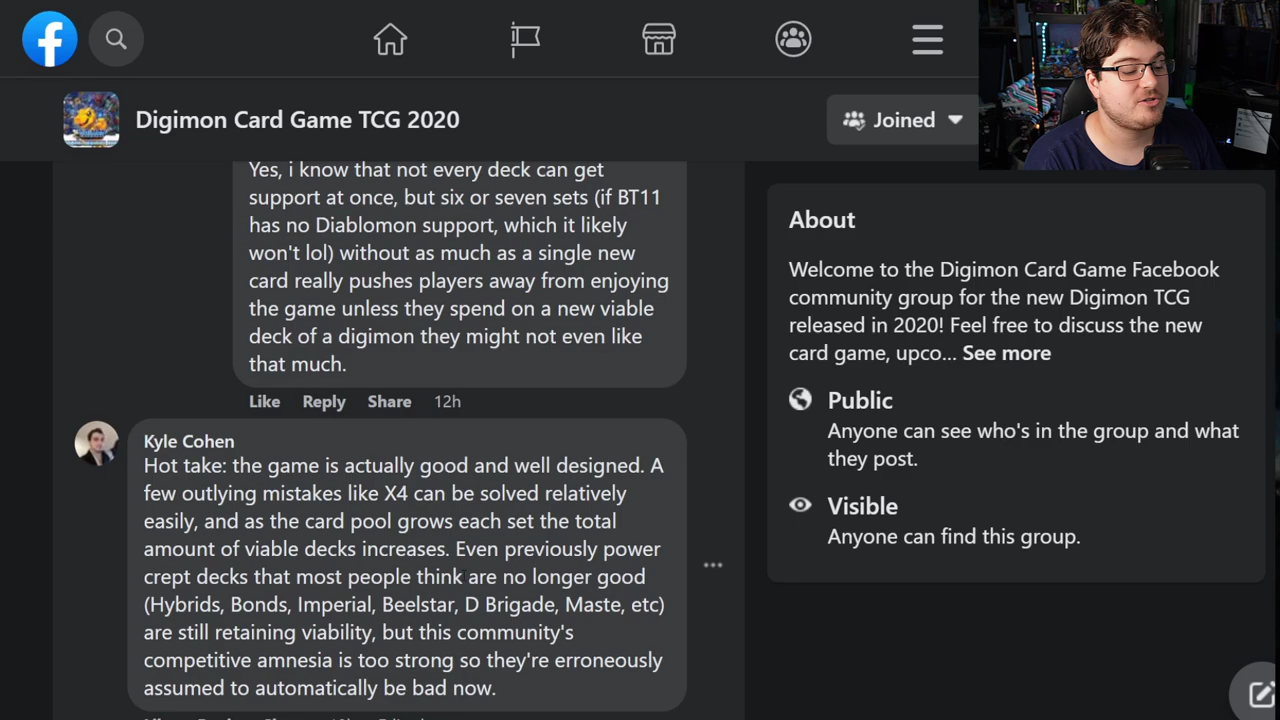 Digimon Card Game TCG 2020
Joined
Yes, i know that not every deck can get
support at once, but six or seven sets (if BT11
has no Diablomon support, which it likely
won't lol) without as much as a single new
card really pushes players away from enjoying
the game unless they spend on a new viable
deck of a digimon they might not even like
that much.
Like Reply Share 12h
Kyle Cohen
Hot take: the game is actually good and well designed. A
few outlying mistakes like X4 can be solved relatively
easily, and as the card pool grows each set the total
amount of viable decks increases. Even previously power
crept decks that most people think are no longer good
(Hybrids, Bonds, Imperial, Beelstar, D Brigade, Maste, etc)
are still retaining viability, but this community's
competitive amnesia is too strong so they're erroneously
assumed to automatically be bad now.
About
Welcome to the Digimon Card Game Facebook
community group for the new Digimon TCG
released in 2020! Feel free to discuss the new
card game, upco... See more
Public
Anyone can see who's in the group and what
they post.
Visible
Anyone can find this group.